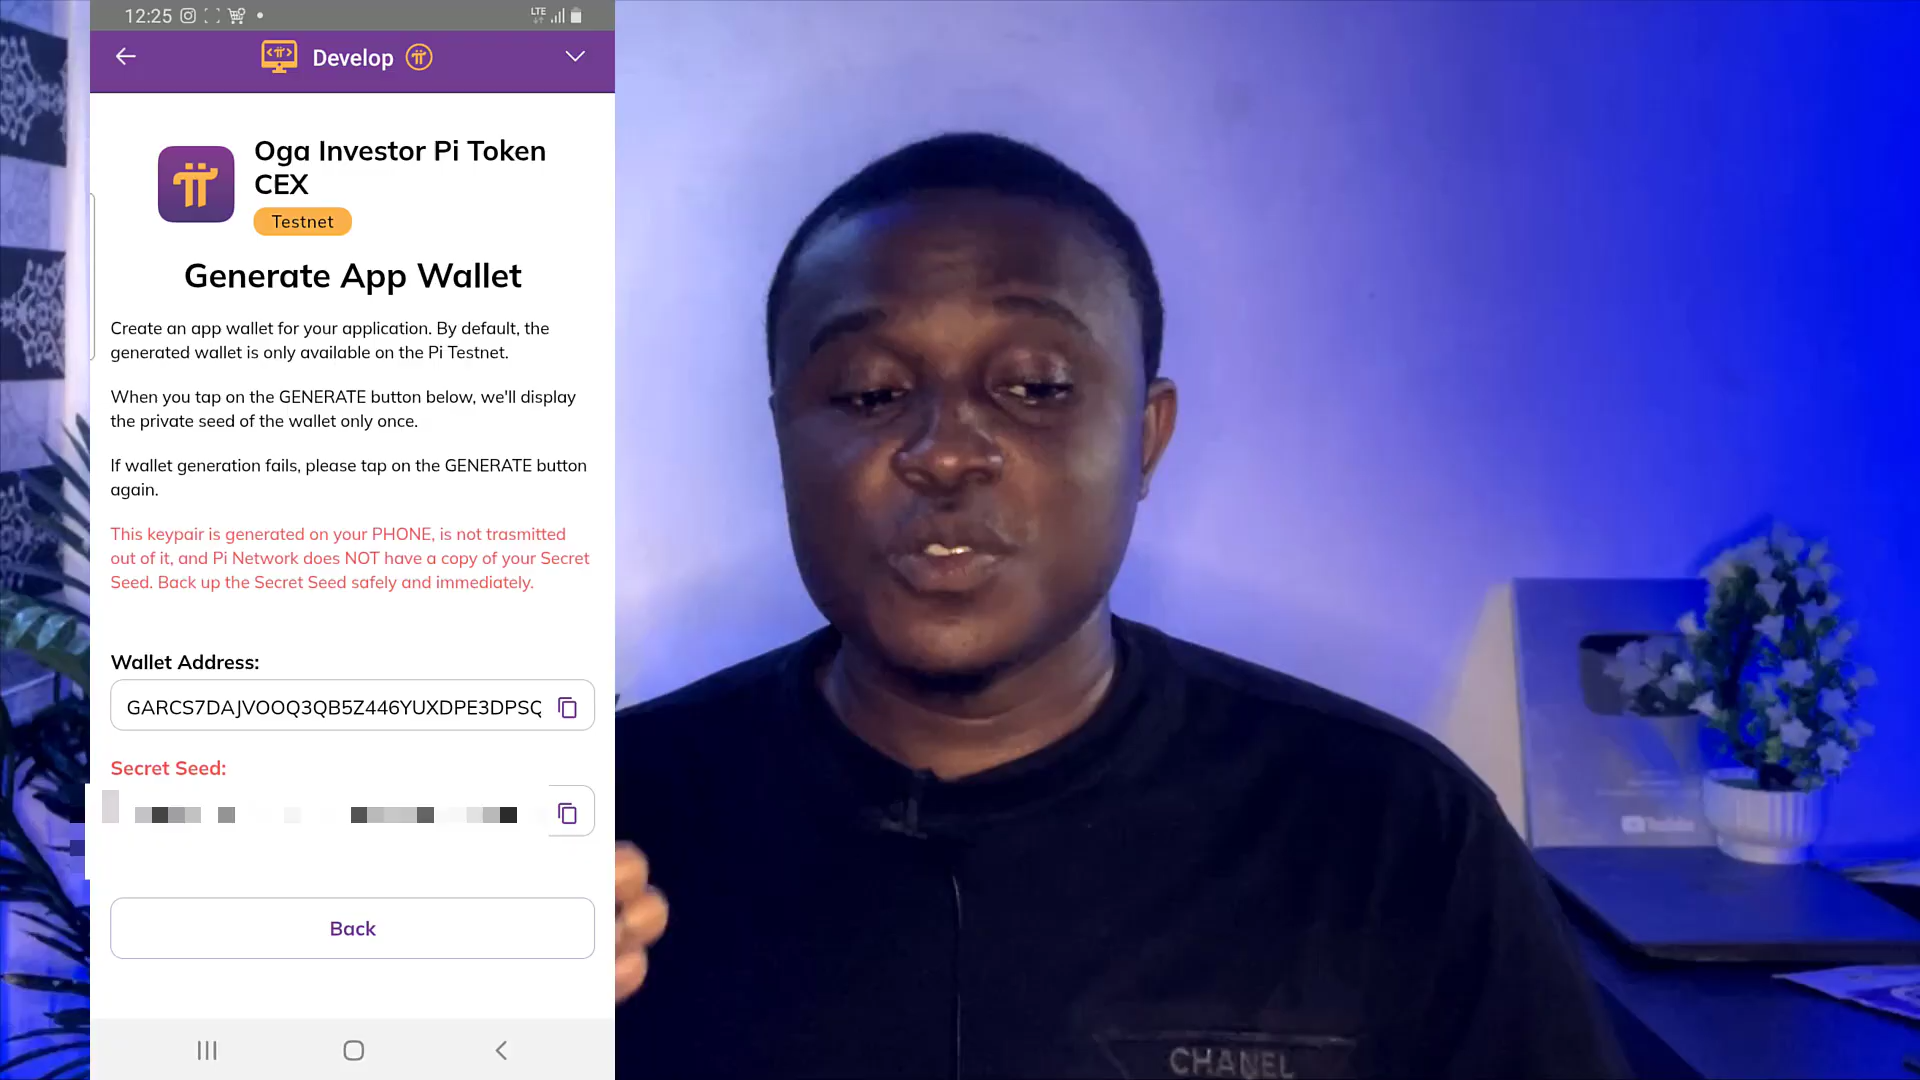 12:25
LTE
Develop
Oga Investor Pi Token
CEX
Testnet
Generate App Wallet
Create an app wallet for your application. By default, the
generated wallet is only available on the Pi Testnet.
When you tap on the GENERATE button below, we'll display
the private seed of the wallet only once.
If wallet generation fails, please tap on the GENERATE button
again.
This keypair is generated on your PHONE, is not trasmitted
out of it, and Pi Network does NOT have a copy of your Secret
Seed. Back up the Secret Seed safely and immediately.
Wallet Address:
GARCS7DAJVOOQ3QB5Z446YUXDPE3DPSQ
Secret Seed:
Back
YouTube
CHANEL